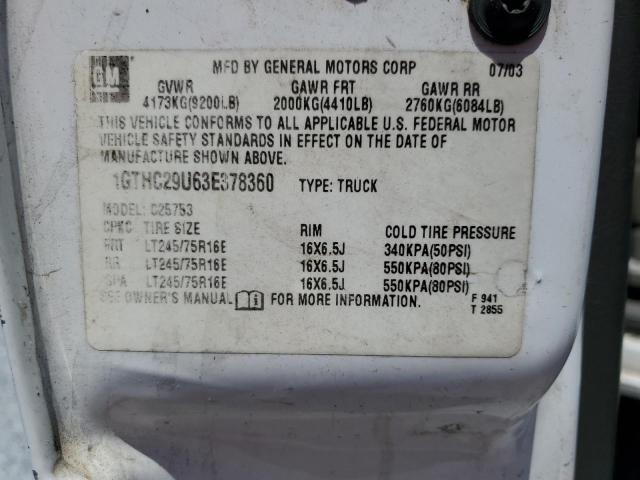 GM
MFD BY GENERAL MOTORS CORP 07/03
GVWR GAWR FRT GAWR RR
4173KG(9200LB) 2000KG(4410LB) 2760KG(6084LB)
THIS VEHICLE CONFORMS TO ALL APPLICABLE U.S. FEDERAL MOTOR
VEHICLE SAFETY STANDARDS IN EFFECT ON THE DATE OF
MANUFACTURE SHOWN ABOVE.
1GTHC29U63E378360 TYPE: TRUCK
MODEL: C25753
TIRE SIZE RIM COLD TIRE PRESSURE
FRT LT245/75R16E 16X6.5J 340KPA(50PSI)
RR LT245/75R16E 16X6.5J 550KPA(80PSI)
SPA LT245/75R16E 16X6.5J 550KPA(80PSI)
SEE OWNER'S MANUAL FOR MORE INFORMATION.
F 941
T 2855